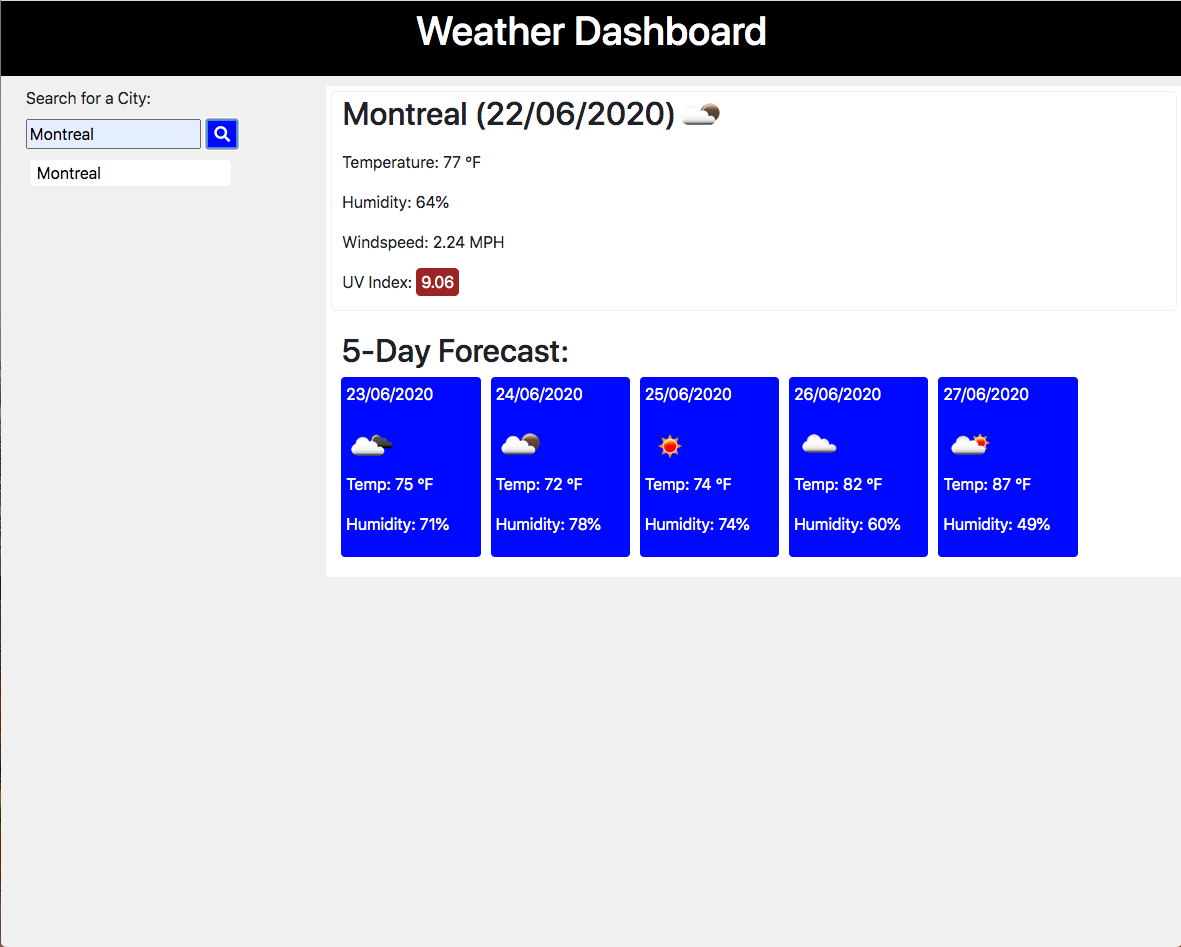 Weather Dashboard
Search for a City:
Montreal
Montreal
Montreal (22/06/2020)
Temperature: 77 °F
Humidity: 64%
Windspeed: 2.24 MPH
UV Index: 9.06
5-Day Forecast:
23/06/2020
Temp: 75 °F
Humidity: 71%
24/06/2020
Temp: 72 °F
Humidity: 78%
25/06/2020
Temp: 74 °F
Humidity: 74%
26/06/2020
Temp: 82 °F
Humidity: 60%
27/06/2020
Temp: 87 °F
Humidity: 49%